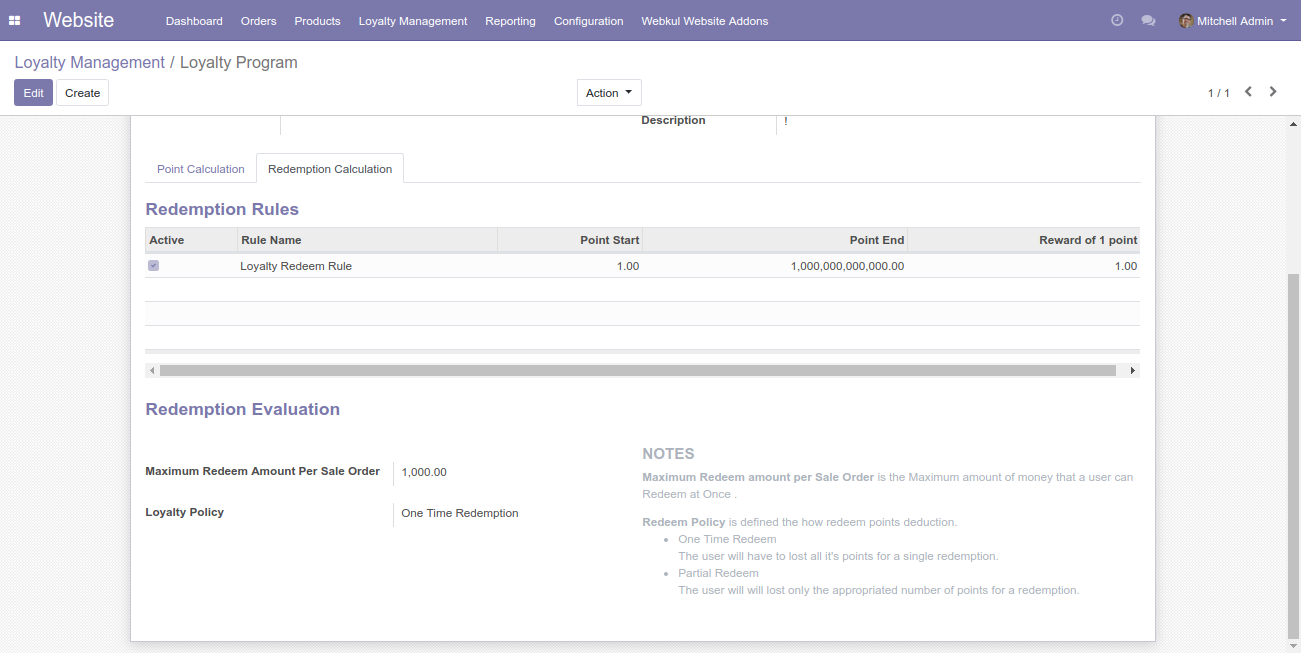 Website Dashboard Orders Products Loyalty Management Reporting Configuration Webkul Website Addons Mitchell Admin
Loyalty Management / Loyalty Program
Edit Create Action 1 / 1
Description !
Point Calculation Redemption Calculation
Redemption Rules
Active Rule Name Point Start Point End Reward of 1 point
Loyalty Redeem Rule 1.00 1,000,000,000,000.00 1.00
Redemption Evaluation
NOTES
Maximum Redeem Amount Per Sale Order 1,000.00
Maximum Redeem amount per Sale Order is the Maximum amount of money that a user can
Redeem at Once .
Loyalty Policy One Time Redemption
Redeem Policy is defined the how redeem points deduction.
One Time Redeem
The user will have to lost all it's points for a single redemption.
Partial Redeem
The user will will lost only the appropriated number of points for a redemption.